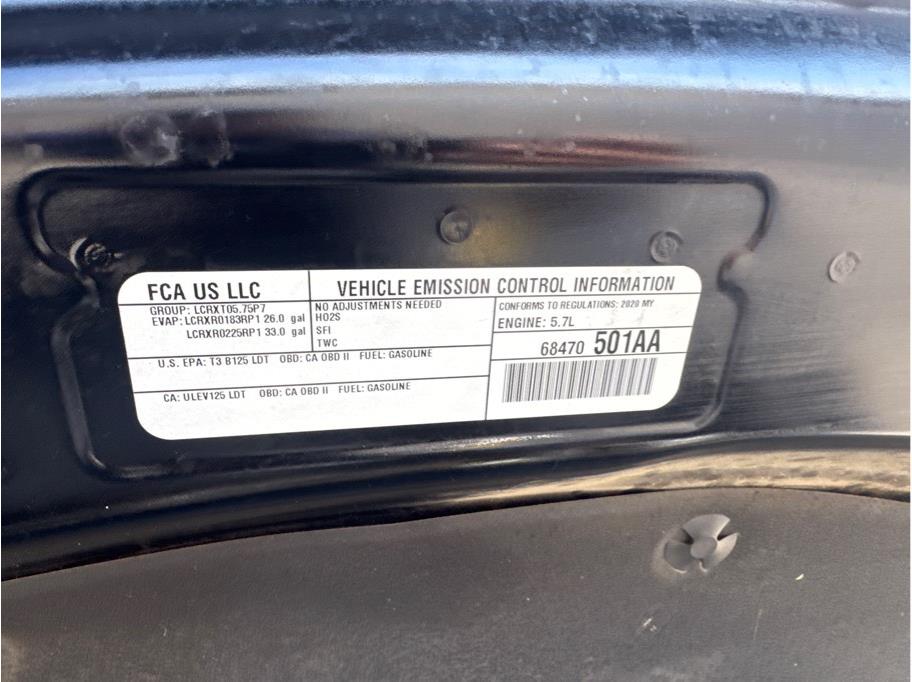 FCA US LLC
VEHICLE EMISSION CONTROL INFORMATION
GROUP: LCRXT05.75P7
EVAP: LCRXR0183RP1 26.0 gal
LCRXR0225RP1 33.0 gal
NO ADJUSTMENTS NEEDED
HO2S
SFI
TWC
CONFORMS TO REGULATIONS: 2020 MY
ENGINE: 5.7L
U.S. EPA: T3 B125 LDT OBD: CA OBD II FUEL: GASOLINE
68470 501AA
CA: ULEV125 LDT OBD: CA OBD II FUEL: GASOLINE